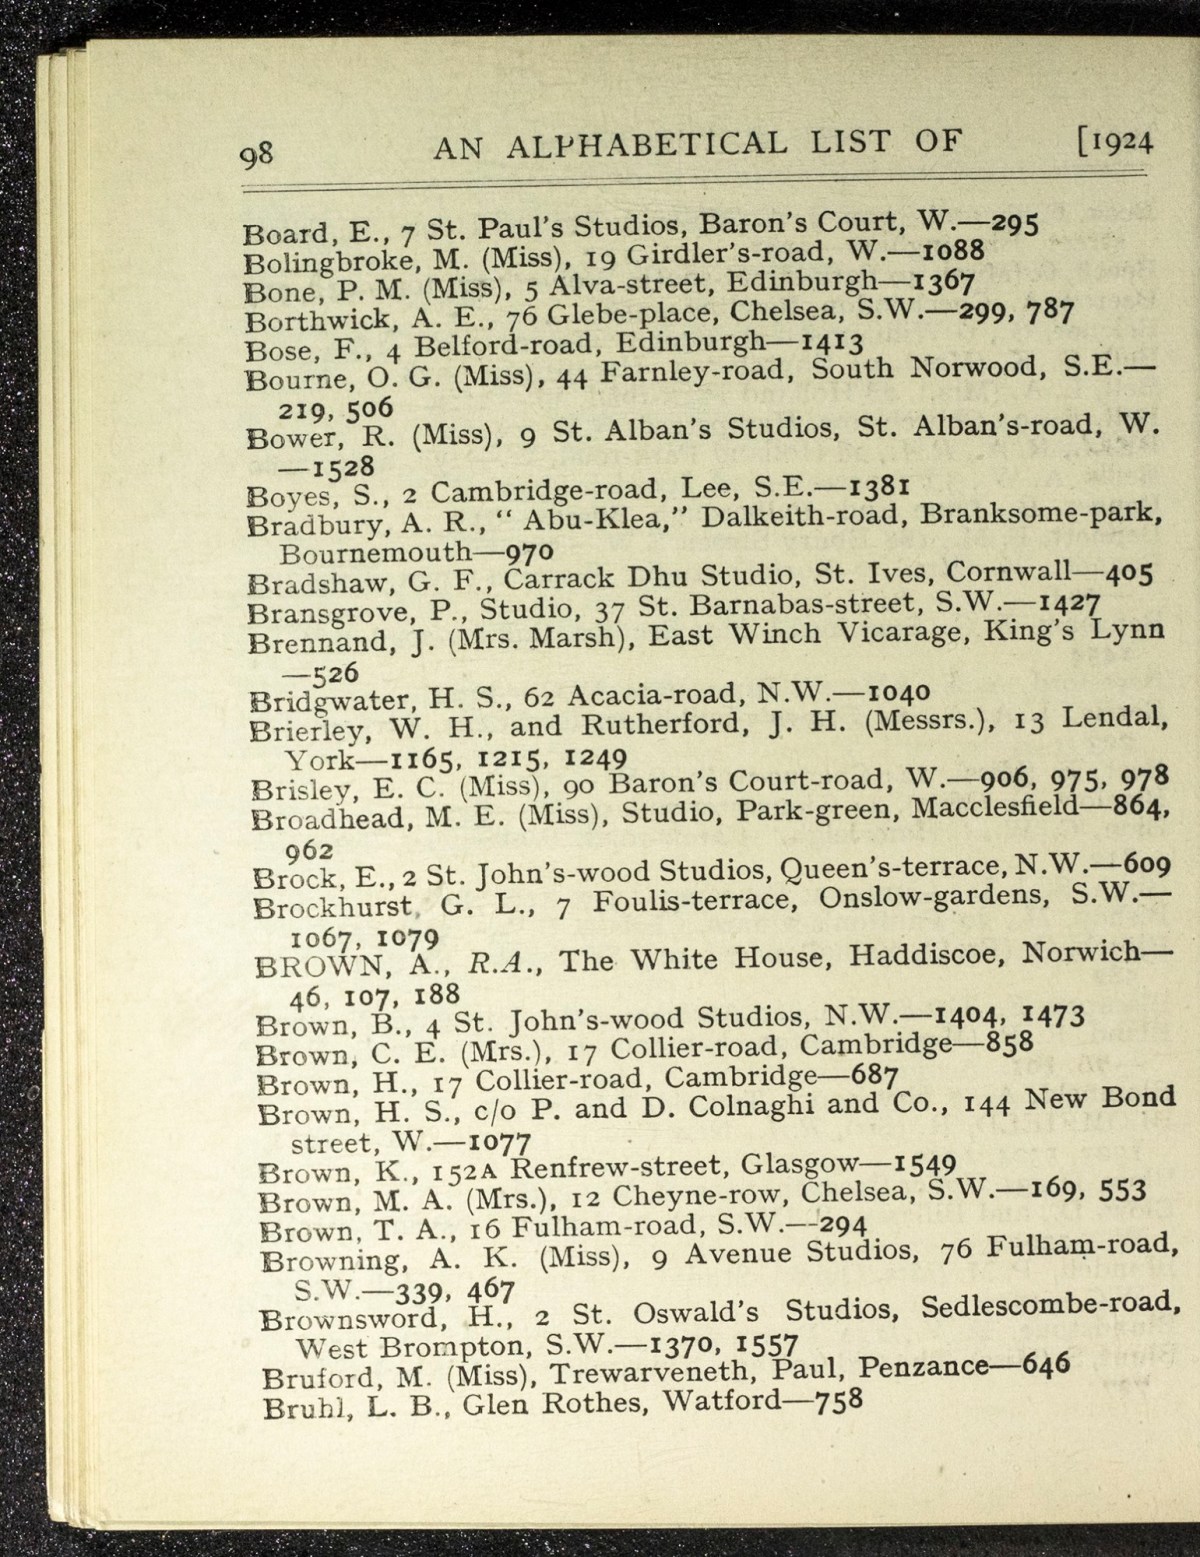 98 AN ALPHABETICAL LIST OF [1924
Board, E., 7 St. Paul's Studios, Baron's Court, W.—295
Bolingbroke, M. (Miss), 19 Girdler's-road, W.—1088
Bone, P. M. (Miss), 5 Alva-street, Edinburgh—1367
Borthwick, A. E., 76 Glebe-place, Chelsea, S.W.—299, 787
Bose, F., 4 Belford-road, Edinburgh—1413
Bourne, O. G. (Miss), 44 Farnley-road, South Norwood, S.E.—
219, 506
Bower, R. (Miss), 9 St. Alban's Studios, St. Alban's-road, W.
—1528
Boyes, S., 2 Cambridge-road, Lee, S.E.—1381
Bradbury, A. R., “ Abu-Klea,” Dalkeith-road, Branksome-park,
Bournemouth—970
Bradshaw, G. F., Carrack Dhu Studio, St. Ives, Cornwall—405
Bransgrove, P., Studio, 37 St. Barnabas-street, S.W.—1427
Brennand, J. (Mrs. Marsh), East Winch Vicarage, King's Lynn
—526
Bridgwater, H. S., 62 Acacia-road, N.W.—1040
Brierley, W. H., and Rutherford, J. H. (Messrs.), 13 Lendal,
York—1165, 1215, 1249
Brisley, E. C. (Miss), 90 Baron's Court-road, W.—906, 975, 978
Broadhead, M. E. (Miss), Studio, Park-green, Macclesfield—864,
962
Brock, E., 2 St. John's-wood Studios, Queen's-terrace, N.W.—609
Brockhurst, G. L., 7 Foulis-terrace, Onslow-gardens, S.W.—
1067, 1079
BROWN, A., R.A., The White House, Haddiscoe, Norwich—
46, 107, 188
Brown, B., 4 St. John's-wood Studios, N.W.—1404, 1473
Brown, C. E. (Mrs.), 17 Collier-road, Cambridge—858
Brown, H., 17 Collier-road, Cambridge—687
Brown, H. S., c/o P. and D. Colnaghi and Co., 144 New Bond
street, W.—1077
Brown, K., 152A Renfrew-street, Glasgow—1549
Brown, M. A. (Mrs.), 12 Cheyne-row, Chelsea, S.W.—169, 553
Brown, T. A., 16 Fulham-road, S.W.—294
Browning, A. K. (Miss), 9 Avenue Studios, 76 Fulham-road,
S.W.—339, 467
Brownsword, H., 2 St. Oswald's Studios, Sedlescombe-road,
West Brompton, S.W.—1370, 1557
Bruford, M. (Miss), Trewarveneth, Paul, Penzance—646
Bruhl, L. B., Glen Rothes, Watford—758